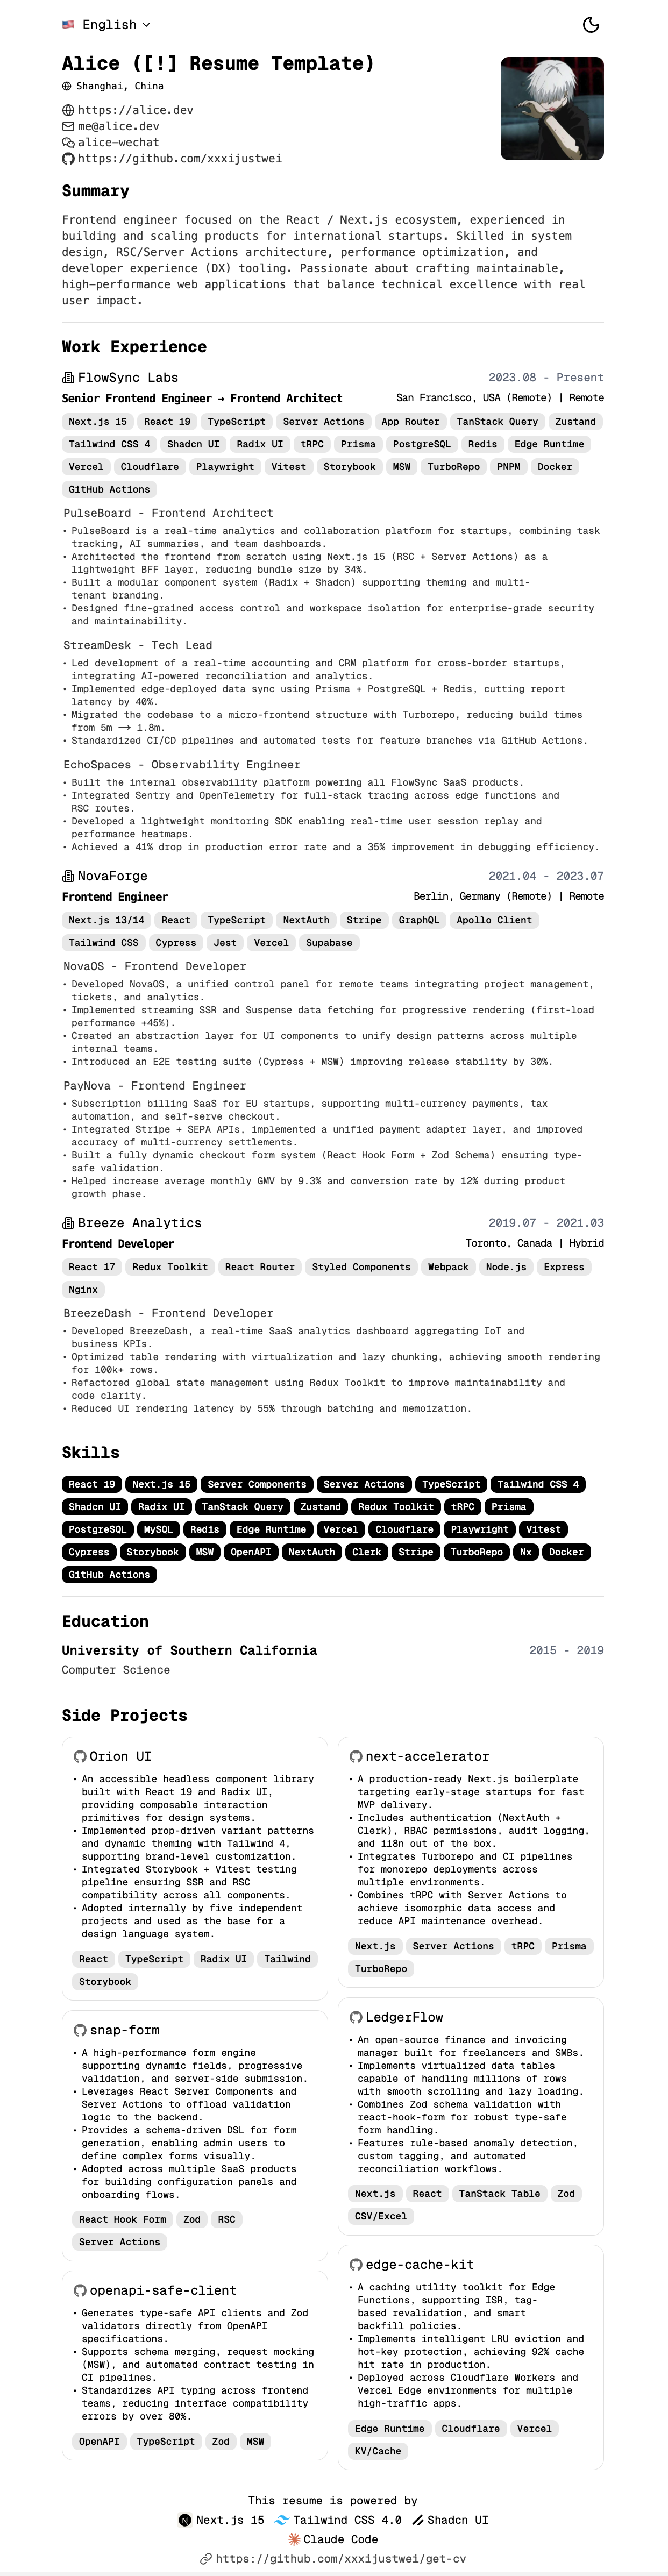 English
Alice ([!] Resume Template)
Shanghai, China
https://alice.dev
me@alice.dev
alice-wechat
https://github.com/xxxijustwei
Summary
Frontend engineer focused on the React / Next.js ecosystem, experienced in
building and scaling products for international startups. Skilled in system
design, RSC/Server Actions architecture, performance optimization, and
developer experience (DX) tooling. Passionate about crafting maintainable,
high-performance web applications that balance technical excellence with real
user impact.
Work Experience
FlowSync Labs 2023.08 - Present
Senior Frontend Engineer → Frontend Architect San Francisco, USA (Remote) | Remote
Next.js 15 React 19 TypeScript Server Actions App Router TanStack Query Zustand
Tailwind CSS 4 Shadcn UI Radix UI tRPC Prisma PostgreSQL Redis Edge Runtime
Vercel Cloudflare Playwright Vitest Storybook MSW TurboRepo PNPM Docker
GitHub Actions
PulseBoard - Frontend Architect
• PulseBoard is a real-time analytics and collaboration platform for startups, combining task
tracking, AI summaries, and team dashboards.
• Architected the frontend from scratch using Next.js 15 (RSC + Server Actions) as a
lightweight BFF layer, reducing bundle size by 34%.
• Built a modular component system (Radix + Shadcn) supporting theming and multi-
tenant branding.
• Designed fine-grained access control and workspace isolation for enterprise-grade security
and maintainability.
StreamDesk - Tech Lead
• Led development of a real-time accounting and CRM platform for cross-border startups,
integrating AI-powered reconciliation and analytics.
• Implemented edge-deployed data sync using Prisma + PostgreSQL + Redis, cutting report
latency by 40%.
• Migrated the codebase to a micro-frontend structure with Turborepo, reducing build times
from 5m ⟶ 1.8m.
• Standardized CI/CD pipelines and automated tests for feature branches via GitHub Actions.
EchoSpaces - Observability Engineer
• Built the internal observability platform powering all FlowSync SaaS products.
• Integrated Sentry and OpenTelemetry for full-stack tracing across edge functions and
RSC routes.
• Developed a lightweight monitoring SDK enabling real-time user session replay and
performance heatmaps.
• Achieved a 41% drop in production error rate and a 35% improvement in debugging efficiency.
NovaForge 2021.04 - 2023.07
Frontend Engineer Berlin, Germany (Remote) | Remote
Next.js 13/14 React TypeScript NextAuth Stripe GraphQL Apollo Client
Tailwind CSS Cypress Jest Vercel Supabase
NovaOS - Frontend Developer
• Developed NovaOS, a unified control panel for remote teams integrating project management,
tickets, and analytics.
• Implemented streaming SSR and Suspense data fetching for progressive rendering (first-load
performance +45%).
• Created an abstraction layer for UI components to unify design patterns across multiple
internal teams.
• Introduced an E2E testing suite (Cypress + MSW) improving release stability by 30%.
PayNova - Frontend Engineer
• Subscription billing SaaS for EU startups, supporting multi-currency payments, tax
automation, and self-serve checkout.
• Integrated Stripe + SEPA APIs, implemented a unified payment adapter layer, and improved
accuracy of multi-currency settlements.
• Built a fully dynamic checkout form system (React Hook Form + Zod Schema) ensuring type-
safe validation.
• Helped increase average monthly GMV by 9.3% and conversion rate by 12% during product
growth phase.
Breeze Analytics 2019.07 - 2021.03
Frontend Developer Toronto, Canada | Hybrid
React 17 Redux Toolkit React Router Styled Components Webpack Node.js Express
Nginx
BreezeDash - Frontend Developer
• Developed BreezeDash, a real-time SaaS analytics dashboard aggregating IoT and
business KPIs.
• Optimized table rendering with virtualization and lazy chunking, achieving smooth rendering
for 100k+ rows.
• Refactored global state management using Redux Toolkit to improve maintainability and
code clarity.
• Reduced UI rendering latency by 55% through batching and memoization.
Skills
React 19 Next.js 15 Server Components Server Actions TypeScript Tailwind CSS 4
Shadcn UI Radix UI TanStack Query Zustand Redux Toolkit tRPC Prisma
PostgreSQL MySQL Redis Edge Runtime Vercel Cloudflare Playwright Vitest
Cypress Storybook MSW OpenAPI NextAuth Clerk Stripe TurboRepo Nx Docker
GitHub Actions
Education
University of Southern California 2015 - 2019
Computer Science
Side Projects
Orion UI
• An accessible headless component library
built with React 19 and Radix UI,
providing composable interaction
primitives for design systems.
• Implemented prop-driven variant patterns
and dynamic theming with Tailwind 4,
supporting brand-level customization.
• Integrated Storybook + Vitest testing
pipeline ensuring SSR and RSC
compatibility across all components.
• Adopted internally by five independent
projects and used as the base for a
design language system.
React TypeScript Radix UI Tailwind
Storybook
snap-form
• A high-performance form engine
supporting dynamic fields, progressive
validation, and server-side submission.
• Leverages React Server Components and
Server Actions to offload validation
logic to the backend.
• Provides a schema-driven DSL for form
generation, enabling admin users to
define complex forms visually.
• Adopted across multiple SaaS products
for building configuration panels and
onboarding flows.
React Hook Form Zod RSC
Server Actions
openapi-safe-client
• Generates type-safe API clients and Zod
validators directly from OpenAPI
specifications.
• Supports schema merging, request mocking
(MSW), and automated contract testing in
CI pipelines.
• Standardizes API typing across frontend
teams, reducing interface compatibility
errors by over 80%.
OpenAPI TypeScript Zod MSW
next-accelerator
• A production-ready Next.js boilerplate
targeting early-stage startups for fast
MVP delivery.
• Includes authentication (NextAuth +
Clerk), RBAC permissions, audit logging,
and i18n out of the box.
• Integrates Turborepo and CI pipelines
for monorepo deployments across
multiple environments.
• Combines tRPC with Server Actions to
achieve isomorphic data access and
reduce API maintenance overhead.
Next.js Server Actions tRPC Prisma
TurboRepo
LedgerFlow
• An open-source finance and invoicing
manager built for freelancers and SMBs.
• Implements virtualized data tables
capable of handling millions of rows
with smooth scrolling and lazy loading.
• Combines Zod schema validation with
react-hook-form for robust type-safe
form handling.
• Features rule-based anomaly detection,
custom tagging, and automated
reconciliation workflows.
Next.js React TanStack Table Zod
CSV/Excel
edge-cache-kit
• A caching utility toolkit for Edge
Functions, supporting ISR, tag-
based revalidation, and smart
backfill policies.
• Implements intelligent LRU eviction and
hot-key protection, achieving 92% cache
hit rate in production.
• Deployed across Cloudflare Workers and
Vercel Edge environments for multiple
high-traffic apps.
Edge Runtime Cloudflare Vercel
KV/Cache
This resume is powered by
Next.js 15 Tailwind CSS 4.0 Shadcn UI
Claude Code
https://github.com/xxxijustwei/get-cv